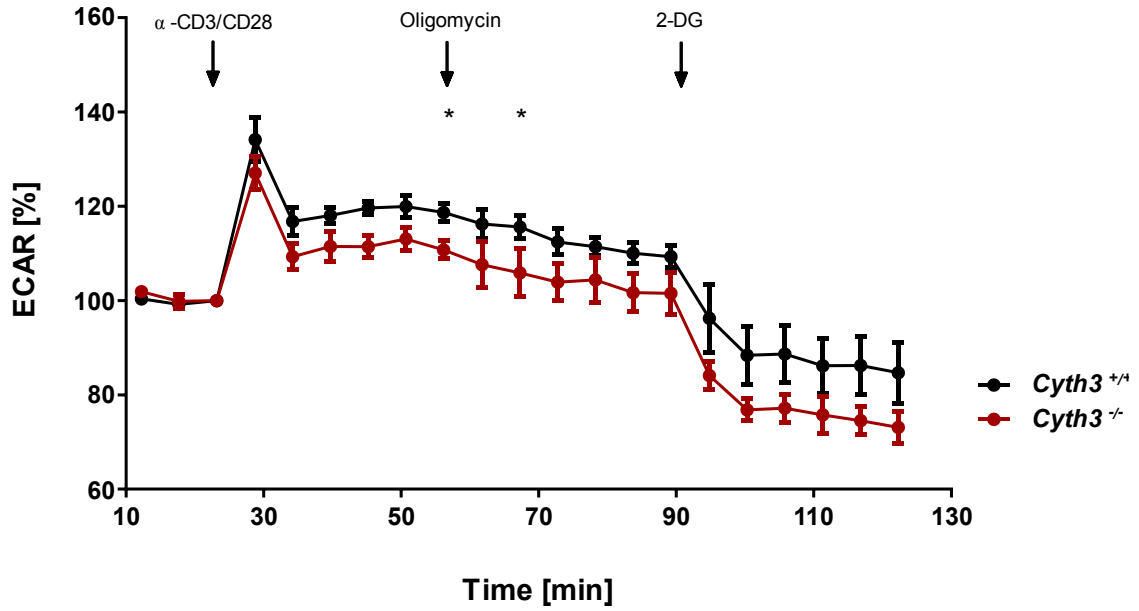 160
α -CD3/CD28
Oligomycin
2-DG
140
* *
120
100
80
60
ECAR [%]
10 30 50 70 90 110 130
Time [min]
Cyth3 +/+
Cyth3 -/-